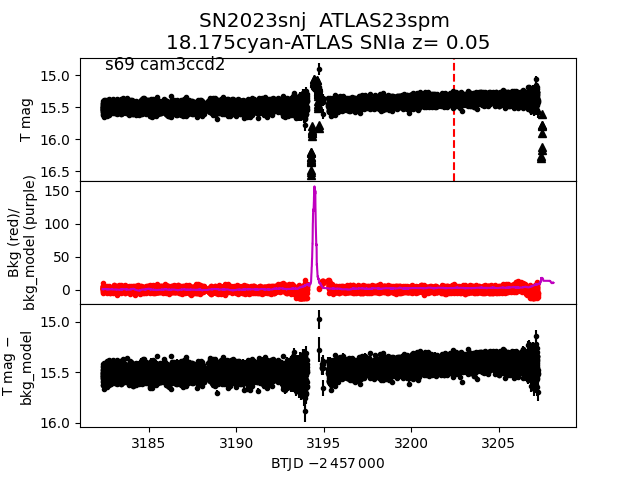 SN2023snj  ATLAS23spm
18.175cyan-ATLAS SNIa z= 0.05
s69 cam3ccd2
T mag
15.0
15.5
16.0
16.5
Bkg (red)/
bkg_model (purple)
150
100
50
0
T mag −
bkg_model
15.0
15.5
16.0
3185
3190
3195
3200
3205
BTJD −2 457 000